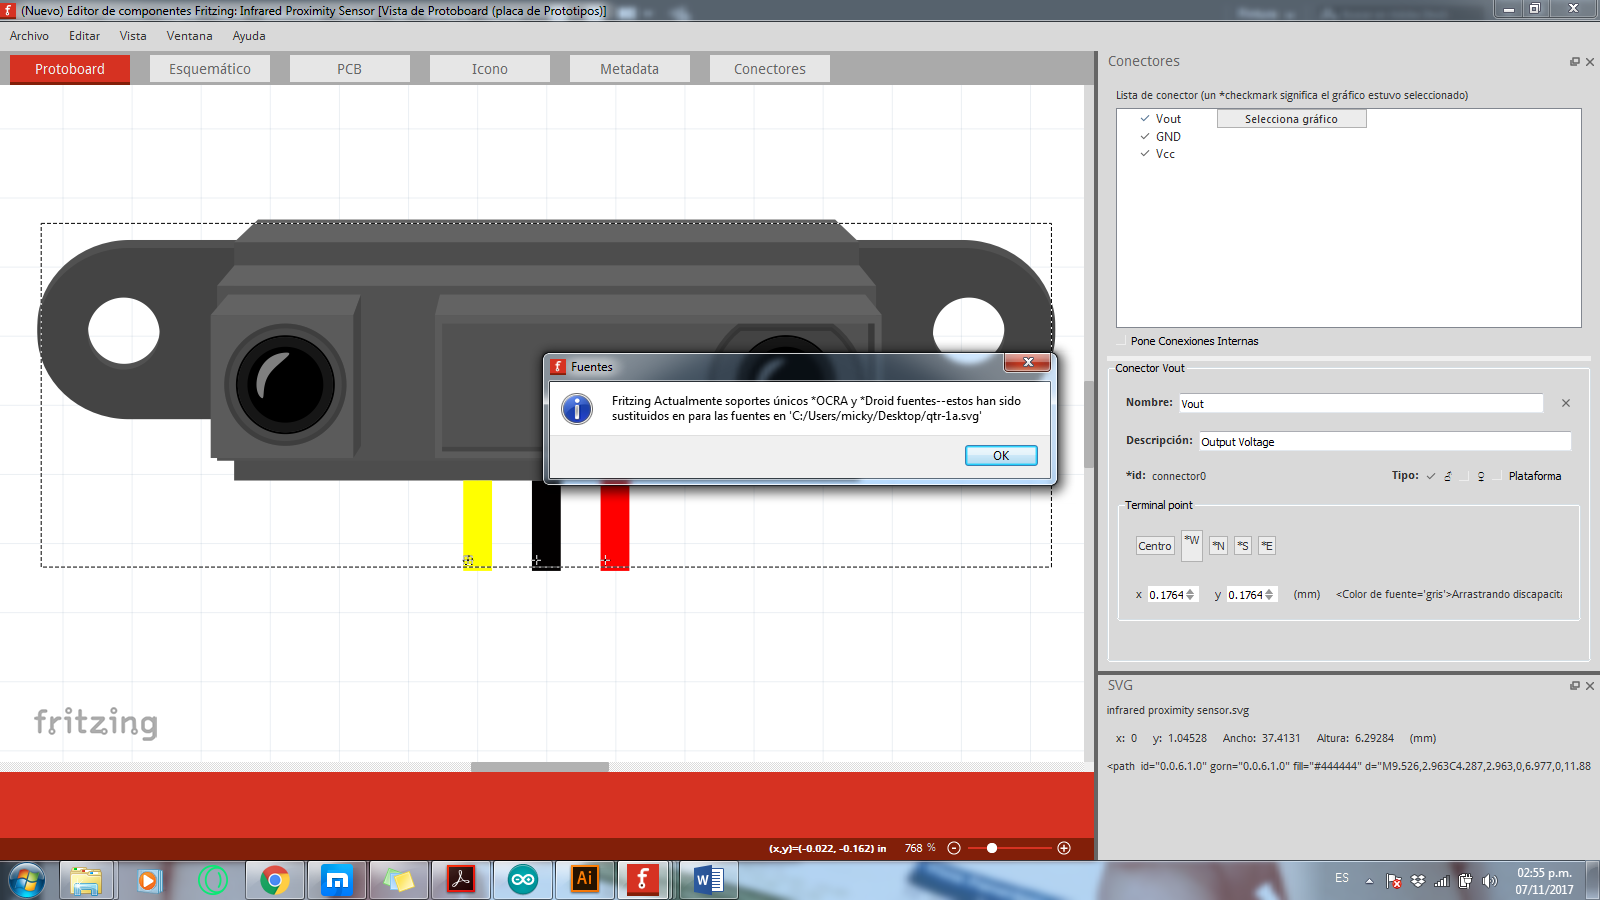 (Nuevo) Editor de componentes Fritzing: Infrared Proximity Sensor [Vista de Protoboard (placa de Prototipos)]
Archivo Editar Vista Ventana Ayuda
Protoboard Esquemático PCB Icono Metadata Conectores
Conectores
Lista de conector (un *checkmark significa el gráfico estuvo seleccionado)
Vout Selecciona gráfico
GND
Vcc
Pone Conexiones Internas
Conector Vout
Nombre: Vout
Descripción: Output Voltage
*id: connector0 Tipo: Plataforma
Terminal point
Centro *W *N *S *E
x 0.1764 y 0.1764 (mm) <Color de fuente='gris'>Arrastrando discapacita
Fuentes
Fritzing Actualmente soportes únicos *OCRA y *Droid fuentes--estos han sido
sustituidos en para las fuentes en 'C:/Users/micky/Desktop/qtr-1a.svg'
OK
fritzing
SVG
infrared proximity sensor.svg
x: 0 y: 1.04528 Ancho: 37.4131 Altura: 6.29284 (mm)
<path id="0.0.6.1.0" gorn="0.0.6.1.0" fill="#444444" d="M9.526,2.963C4.287,2.963,0,6.977,0,11.88
(x,y)=(-0.022, -0.162) in 768 %
Ai
W
ES
02:55 p.m.
07/11/2017